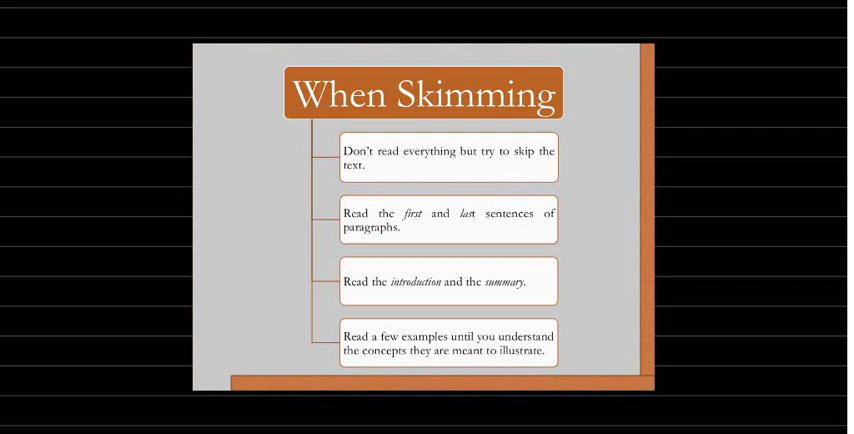 When Skimming
Don't read everything but try to skip the
text.
Read the first and last sentences of
paragraphs.
Read the introduction and the summary.
Read a few examples until you understand
the concepts they are meant to illustrate.